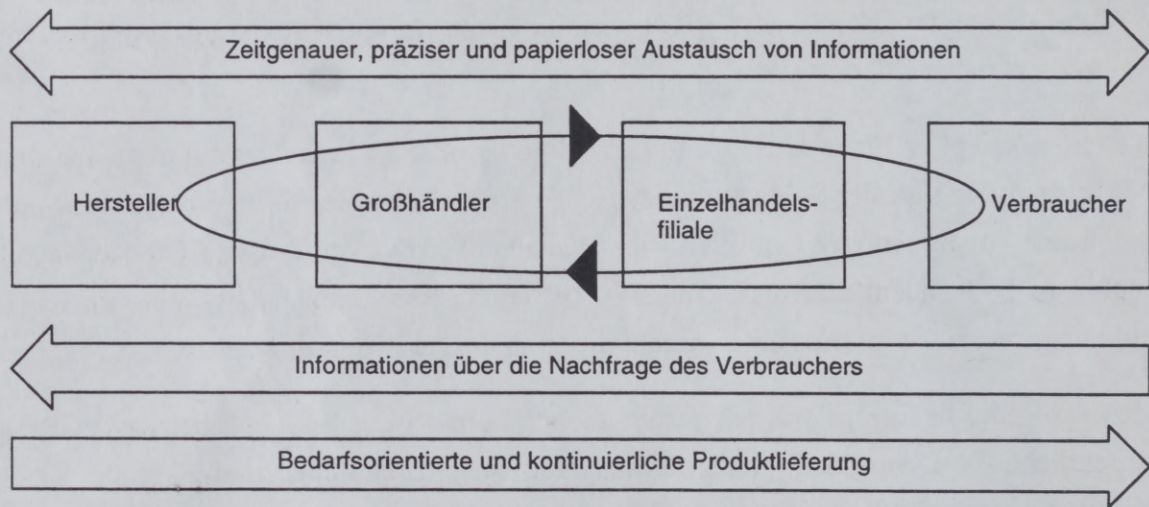 Zeitgenauer, präziser und papierloser Austausch von Informationen
Hersteller
Großhändler
Einzelhandels-
filiale
Verbraucher
Informationen über die Nachfrage des Verbrauchers
Bedarfsorientierte und kontinuierliche Produktlieferung